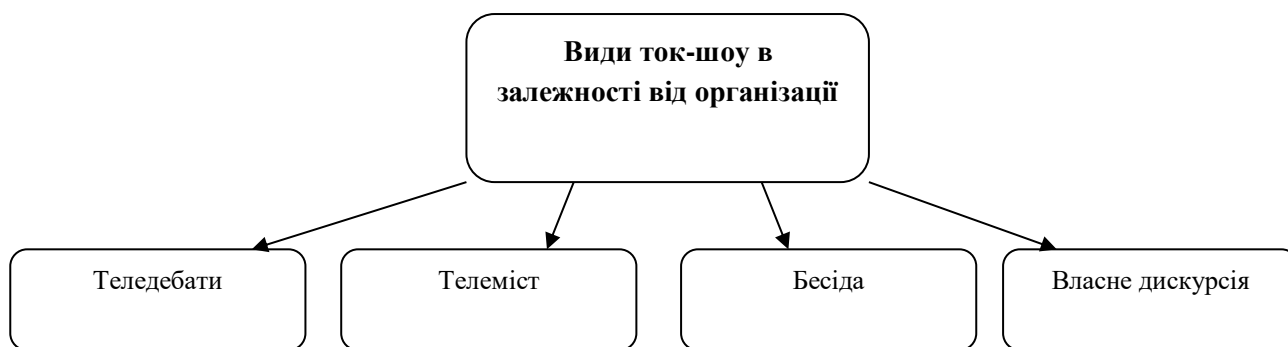 Види ток-шоу в
залежності від організації
Теледебати
Телеміст
Бесіда
Власне дискурсія